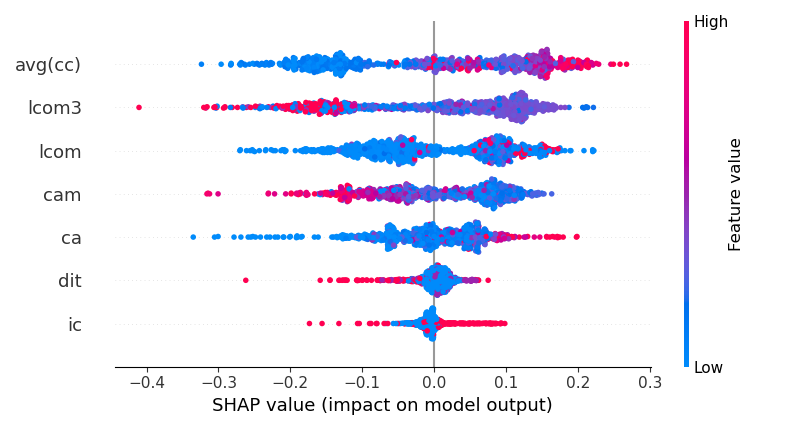 High
avg(cc)
lcom3
lcom
cam
ca
dit
ic
Feature value
Low
−0.4 −0.3 −0.2 −0.1 0.0 0.1 0.2 0.3
SHAP value (impact on model output)